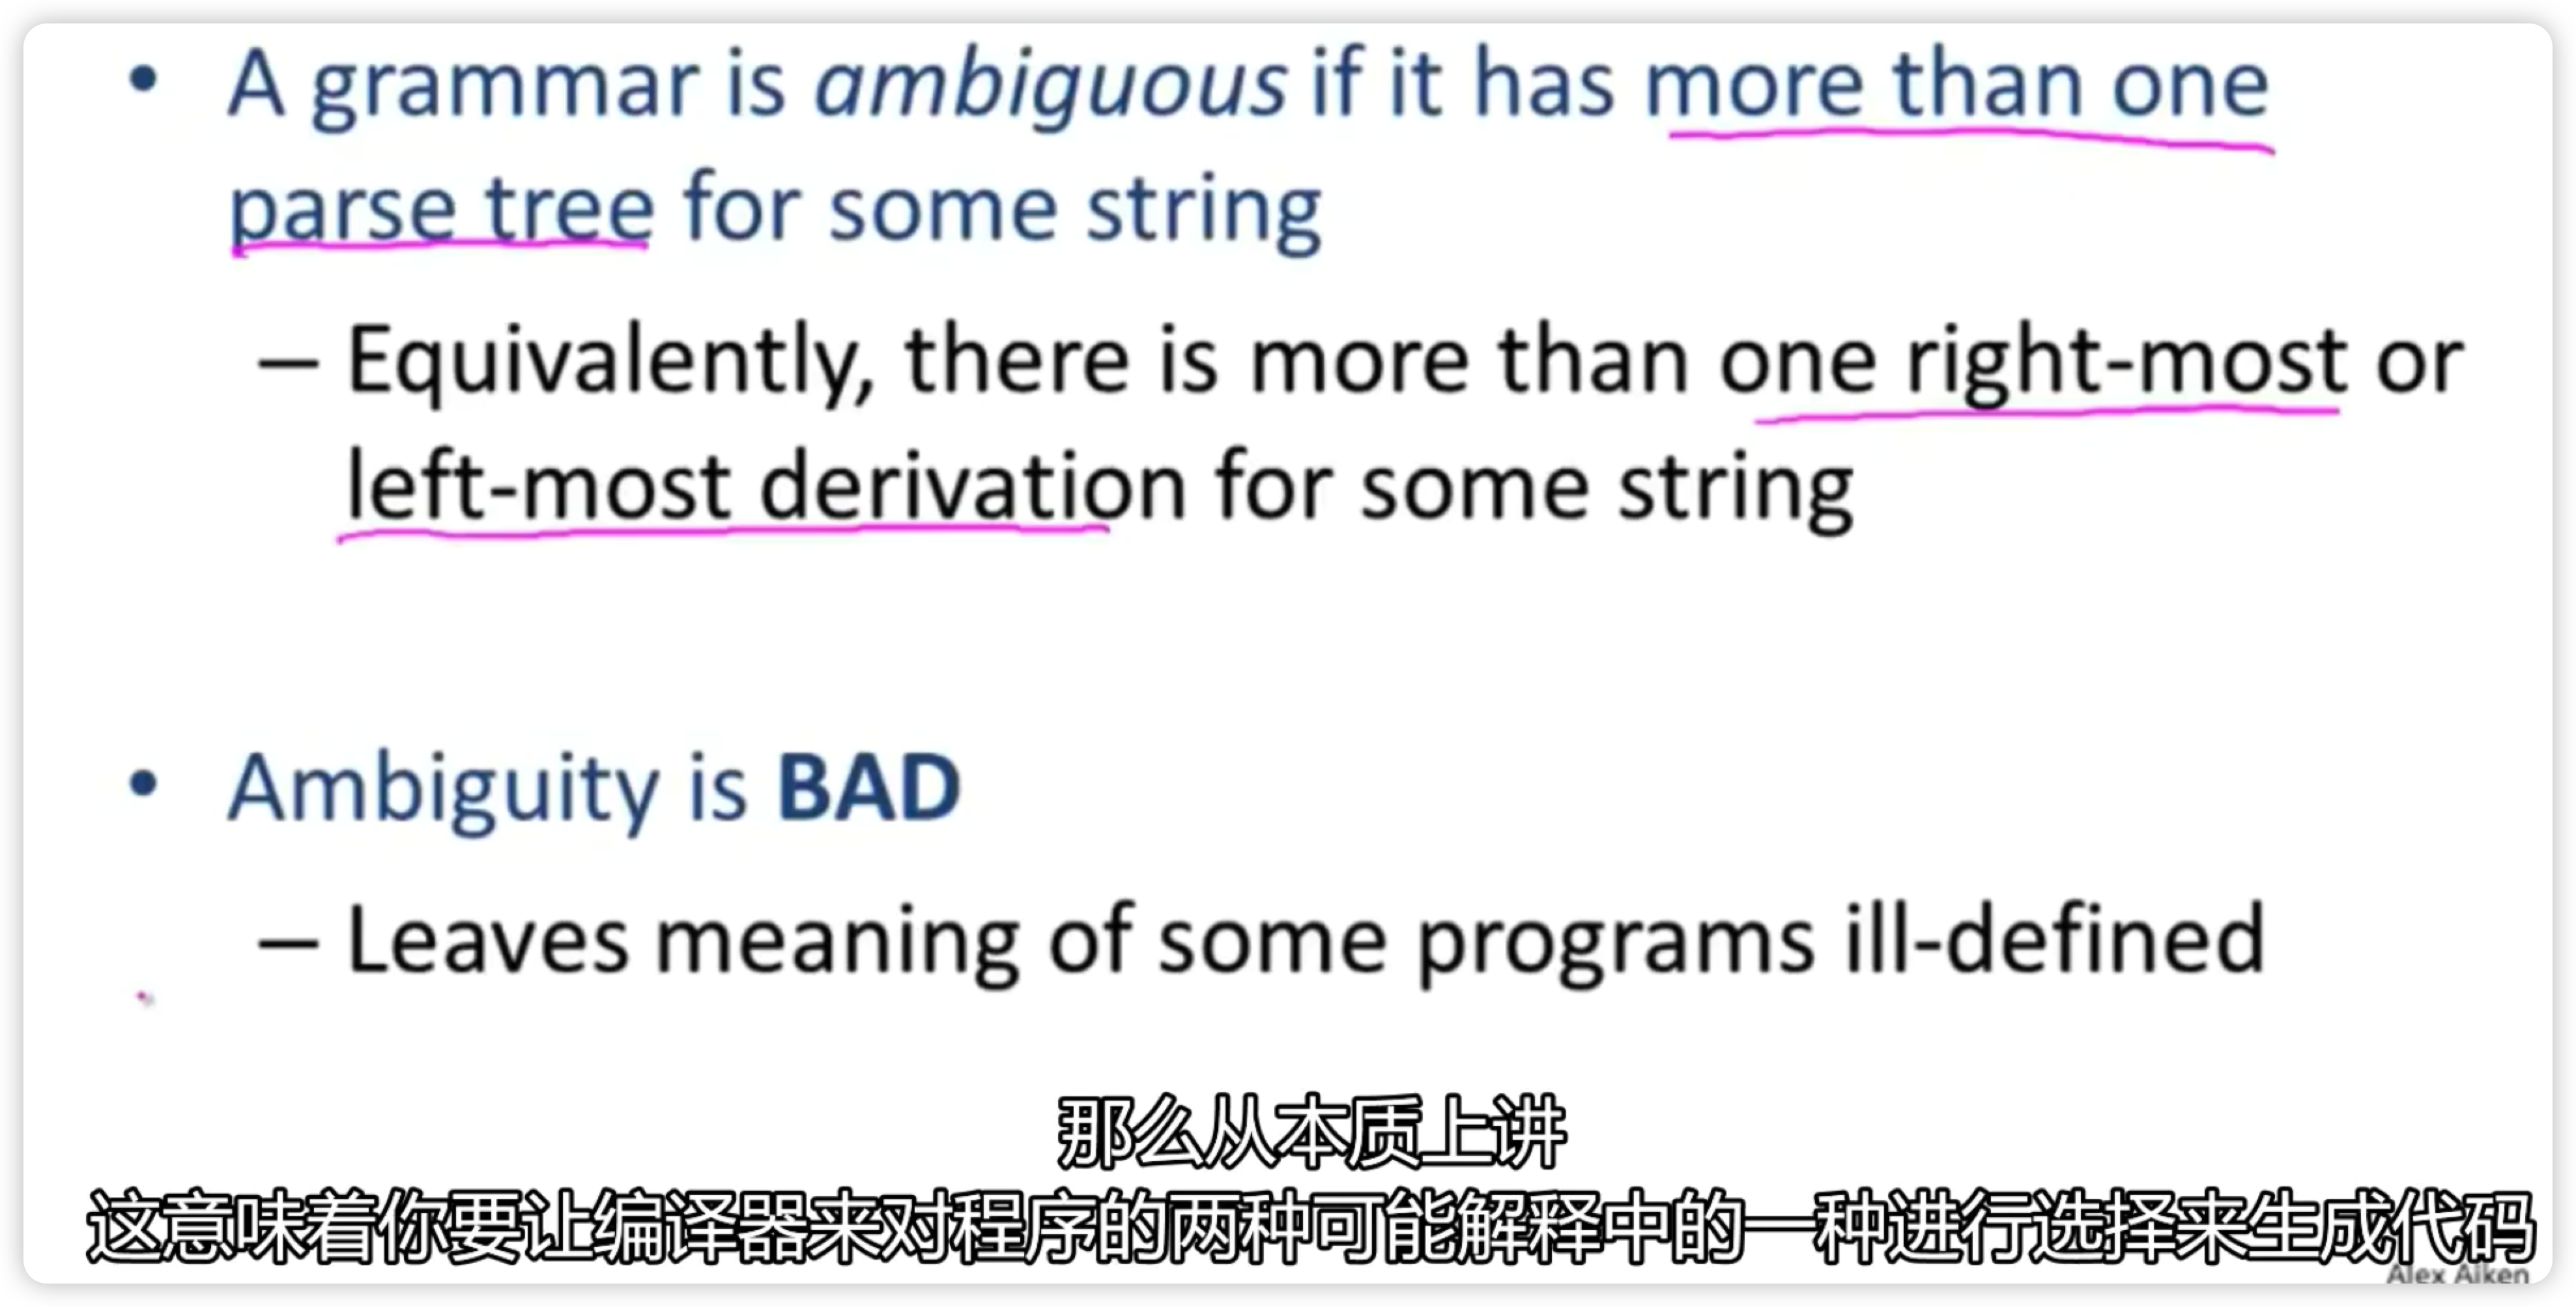 • A grammar is ambiguous if it has more than one
parse tree for some string
– Equivalently, there is more than one right-most or
left-most derivation for some string
• Ambiguity is BAD
– Leaves meaning of some programs ill-defined
那么从本质上讲
这意味着你要让编译器来对程序的两种可能解释中的一种进行选择来生成代码
Alex Aiken